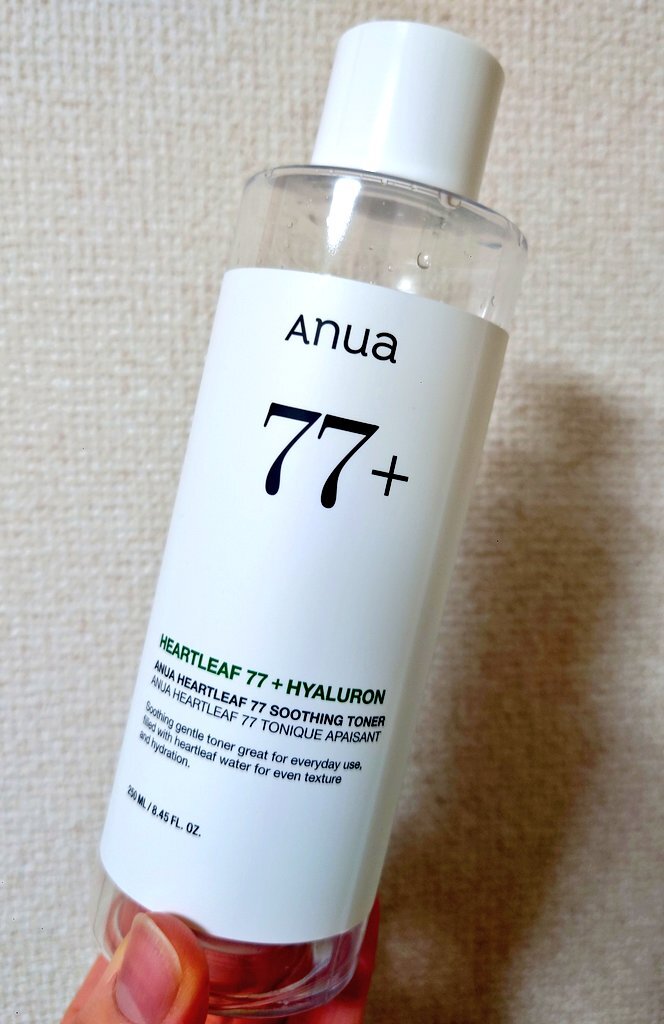 Anua
77+
HEARTLEAF 77 + HYALURON
ANUA HEARTLEAF 77 SOOTHING TONER
ANUA HEARTLEAF 77 TONIQUE APAISANT
Soothing gentle toner great for everyday use,
filled with heartleaf water for even texture
and hydration.
250 ML / 8.45 FL. OZ.